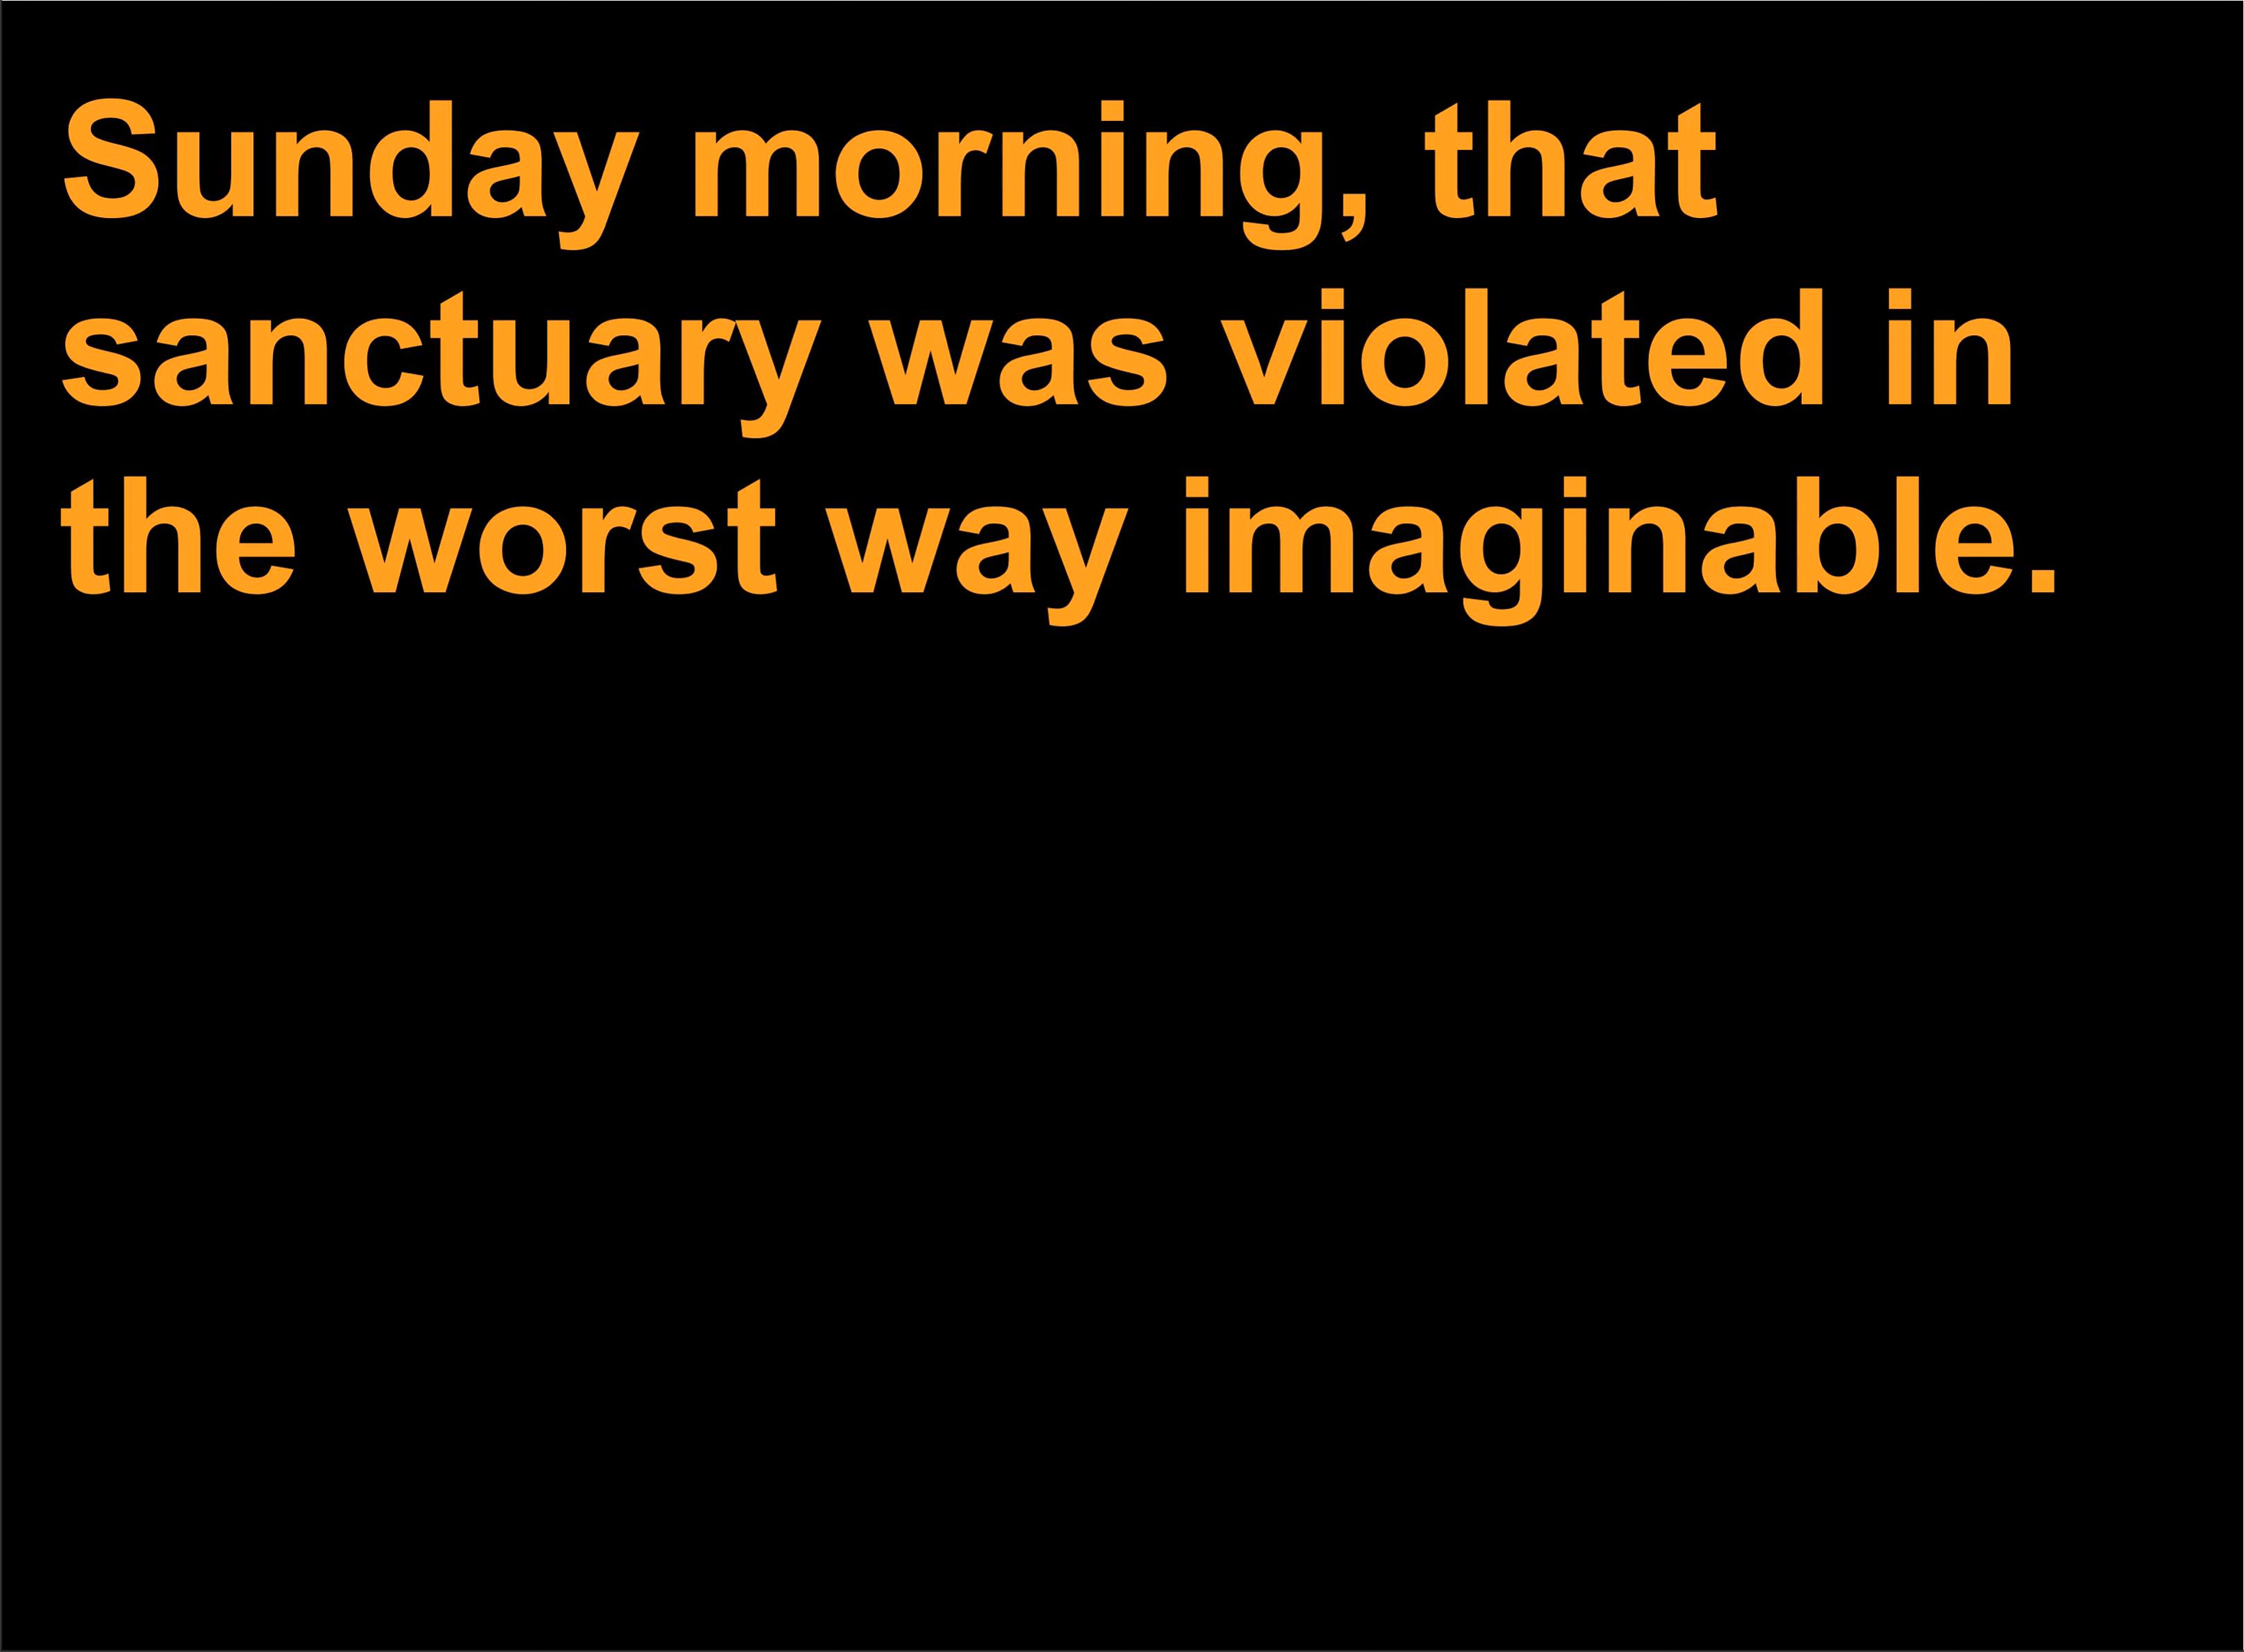 Sunday morning, that
sanctuary was violated in
the worst way imaginable.